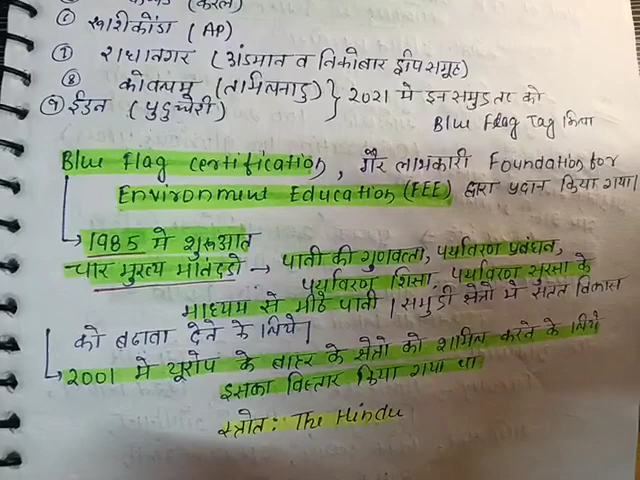 ⑥ रूषीकोंडा (AP)
⑦ राधानगर (अंडमान व निकोबार द्वीपसमूह)
⑧ कोवलम (तामिलनाडु) } 2021 मे इन समुद्र तट को
⑨ ईडन (पुदुच्चेरी) Blue Flag Tag मिला
Blue Flag certification, गैर लाभकारी Foundation for
Environment Education (FEE) द्वारा प्रदान किया गया।
1985 मे शुरूआत
चार मुख्य मानदंडो → पानी की गुणवत्ता, पर्यावरण प्रबंधन,
पर्यावरण शिक्षा, पर्यावरण सुरक्षा के
माध्यम से मीठे पानी / समुद्री क्षेत्रो मे सतत विकास
को बढावा देने के लिये।
2001 मे यूरोप के बाहर के क्षेत्रो को शामिल करने के लिये
इसका विस्तार किया गया था
स्त्रोत: The Hindu